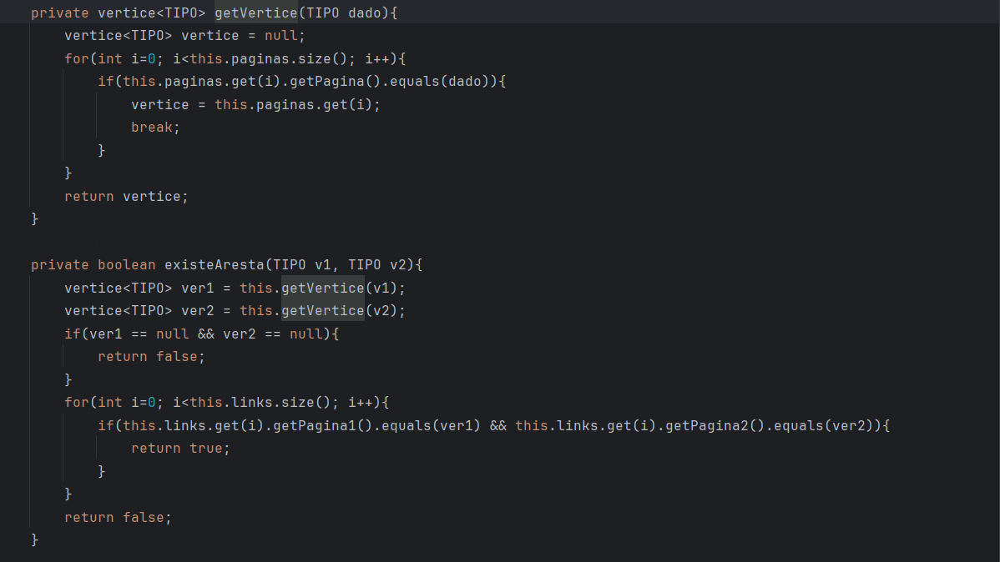 private vertice<TIPO> getVertice(TIPO dado){
    vertice<TIPO> vertice = null;
    for(int i=0; i<this.paginas.size(); i++){
        if(this.paginas.get(i).getPagina().equals(dado)){
            vertice = this.paginas.get(i);
            break;
        }
    }
    return vertice;
}

private boolean existeAresta(TIPO v1, TIPO v2){
    vertice<TIPO> ver1 = this.getVertice(v1);
    vertice<TIPO> ver2 = this.getVertice(v2);
    if(ver1 == null && ver2 == null){
        return false;
    }
    for(int i=0; i<this.links.size(); i++){
        if(this.links.get(i).getPagina1().equals(ver1) && this.links.get(i).getPagina2().equals(ver2)){
            return true;
        }
    }
    return false;
}